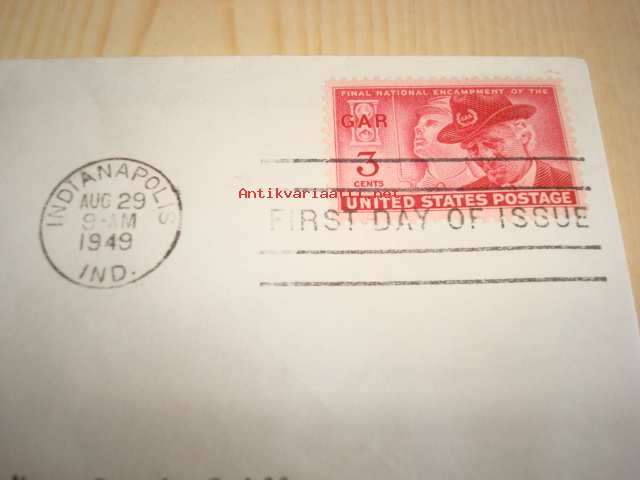 FINAL NATIONAL ENCAMPMENT OF THE
GAR
3
CENTS
UNITED STATES POSTAGE
INDIANAPOLIS
AUG 29
9-AM
1949
IND.
FIRST DAY OF ISSUE
Antikvariaatti.net